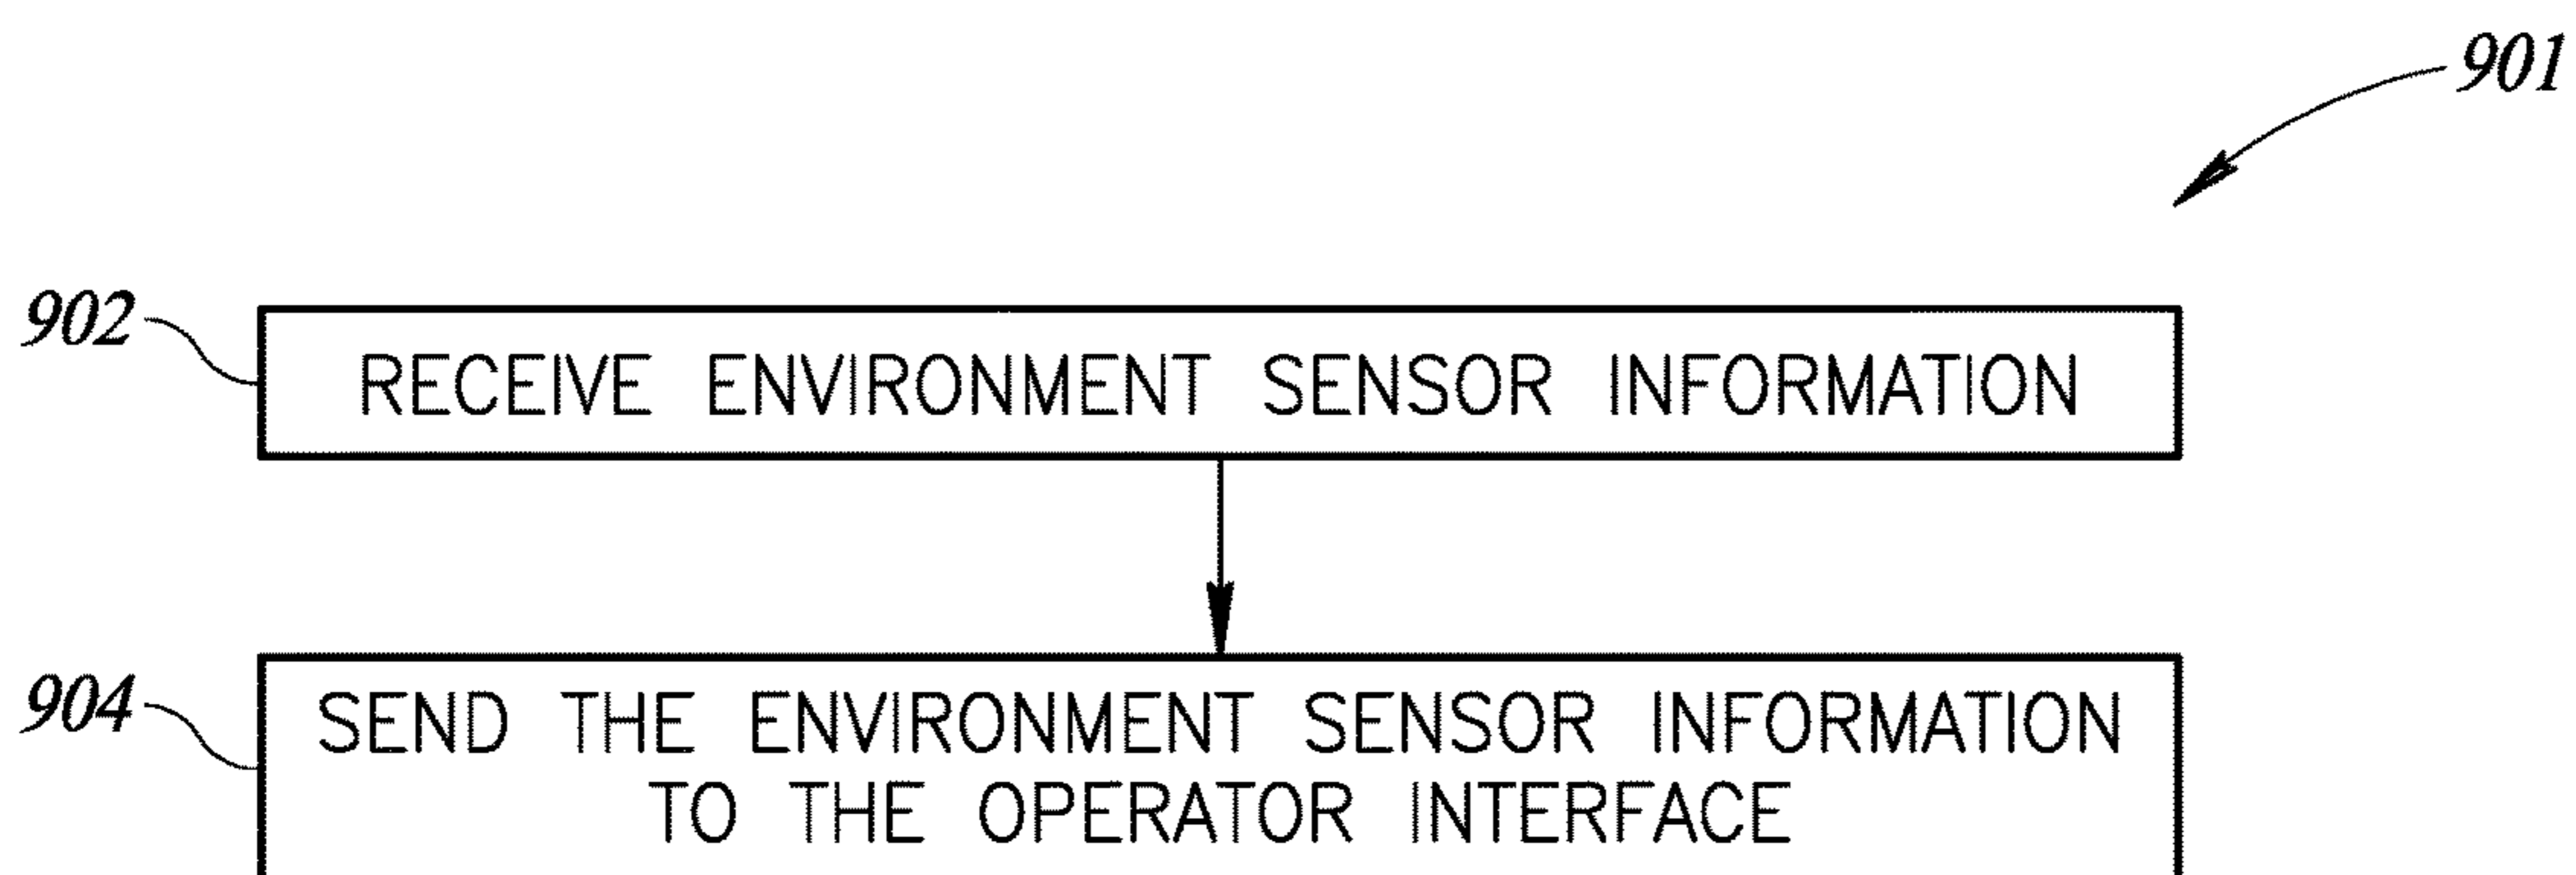 901
902
RECEIVE ENVIRONMENT SENSOR INFORMATION
904
SEND THE ENVIRONMENT SENSOR INFORMATION
TO THE OPERATOR INTERFACE